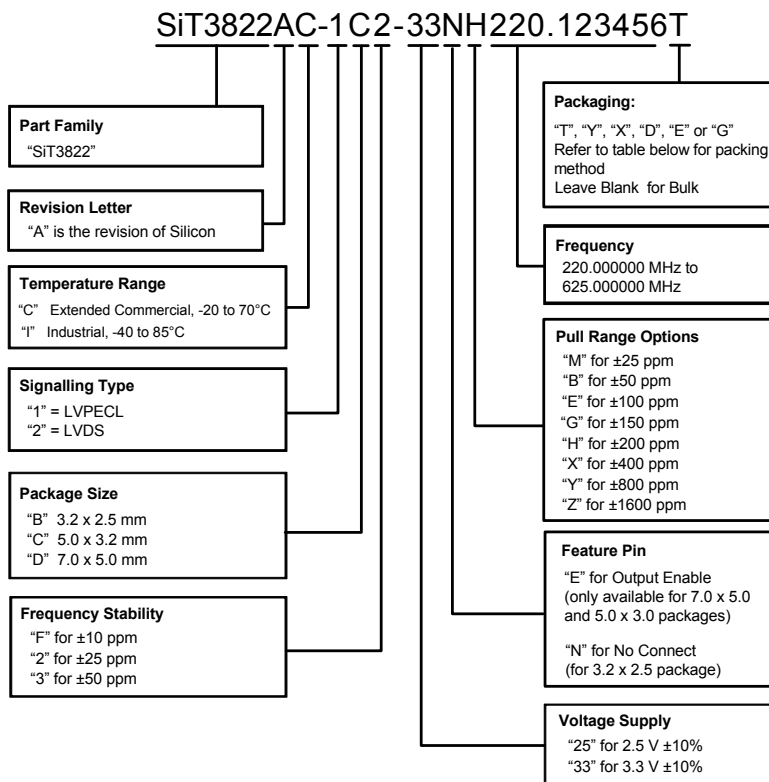 SiT3822AC-1C2-33NH220.123456T
Part Family
“SiT3822”
Revision Letter
“A” is the revision of Silicon
Temperature Range
“C” Extended Commercial, -20 to 70°C
“I” Industrial, -40 to 85°C
Signalling Type
“1” = LVPECL
“2” = LVDS
Package Size
“B” 3.2 x 2.5 mm
“C” 5.0 x 3.2 mm
“D” 7.0 x 5.0 mm
Frequency Stability
“F” for ±10 ppm
“2” for ±25 ppm
“3” for ±50 ppm
Packaging:
“T”, “Y”, “X”, “D”, “E” or “G”
Refer to table below for packing
method
Leave Blank for Bulk
Frequency
220.000000 MHz to
625.000000 MHz
Pull Range Options
“M” for ±25 ppm
“B” for ±50 ppm
“E” for ±100 ppm
“G” for ±150 ppm
“H” for ±200 ppm
“X” for ±400 ppm
“Y” for ±800 ppm
“Z” for ±1600 ppm
Feature Pin
“E” for Output Enable
(only available for 7.0 x 5.0
and 5.0 x 3.0 packages)
“N” for No Connect
(for 3.2 x 2.5 package)
Voltage Supply
“25” for 2.5 V ±10%
“33” for 3.3 V ±10%